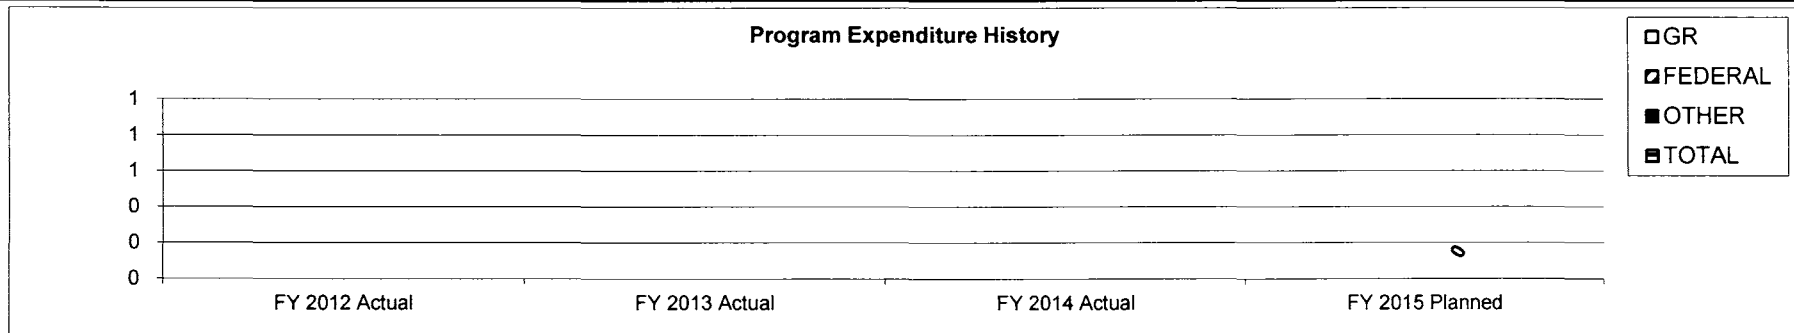 Program Expenditure History
GR
FEDERAL
OTHER
TOTAL
1
1
1
0
0
0
0
FY 2012 Actual
FY 2013 Actual
FY 2014 Actual
FY 2015 Planned